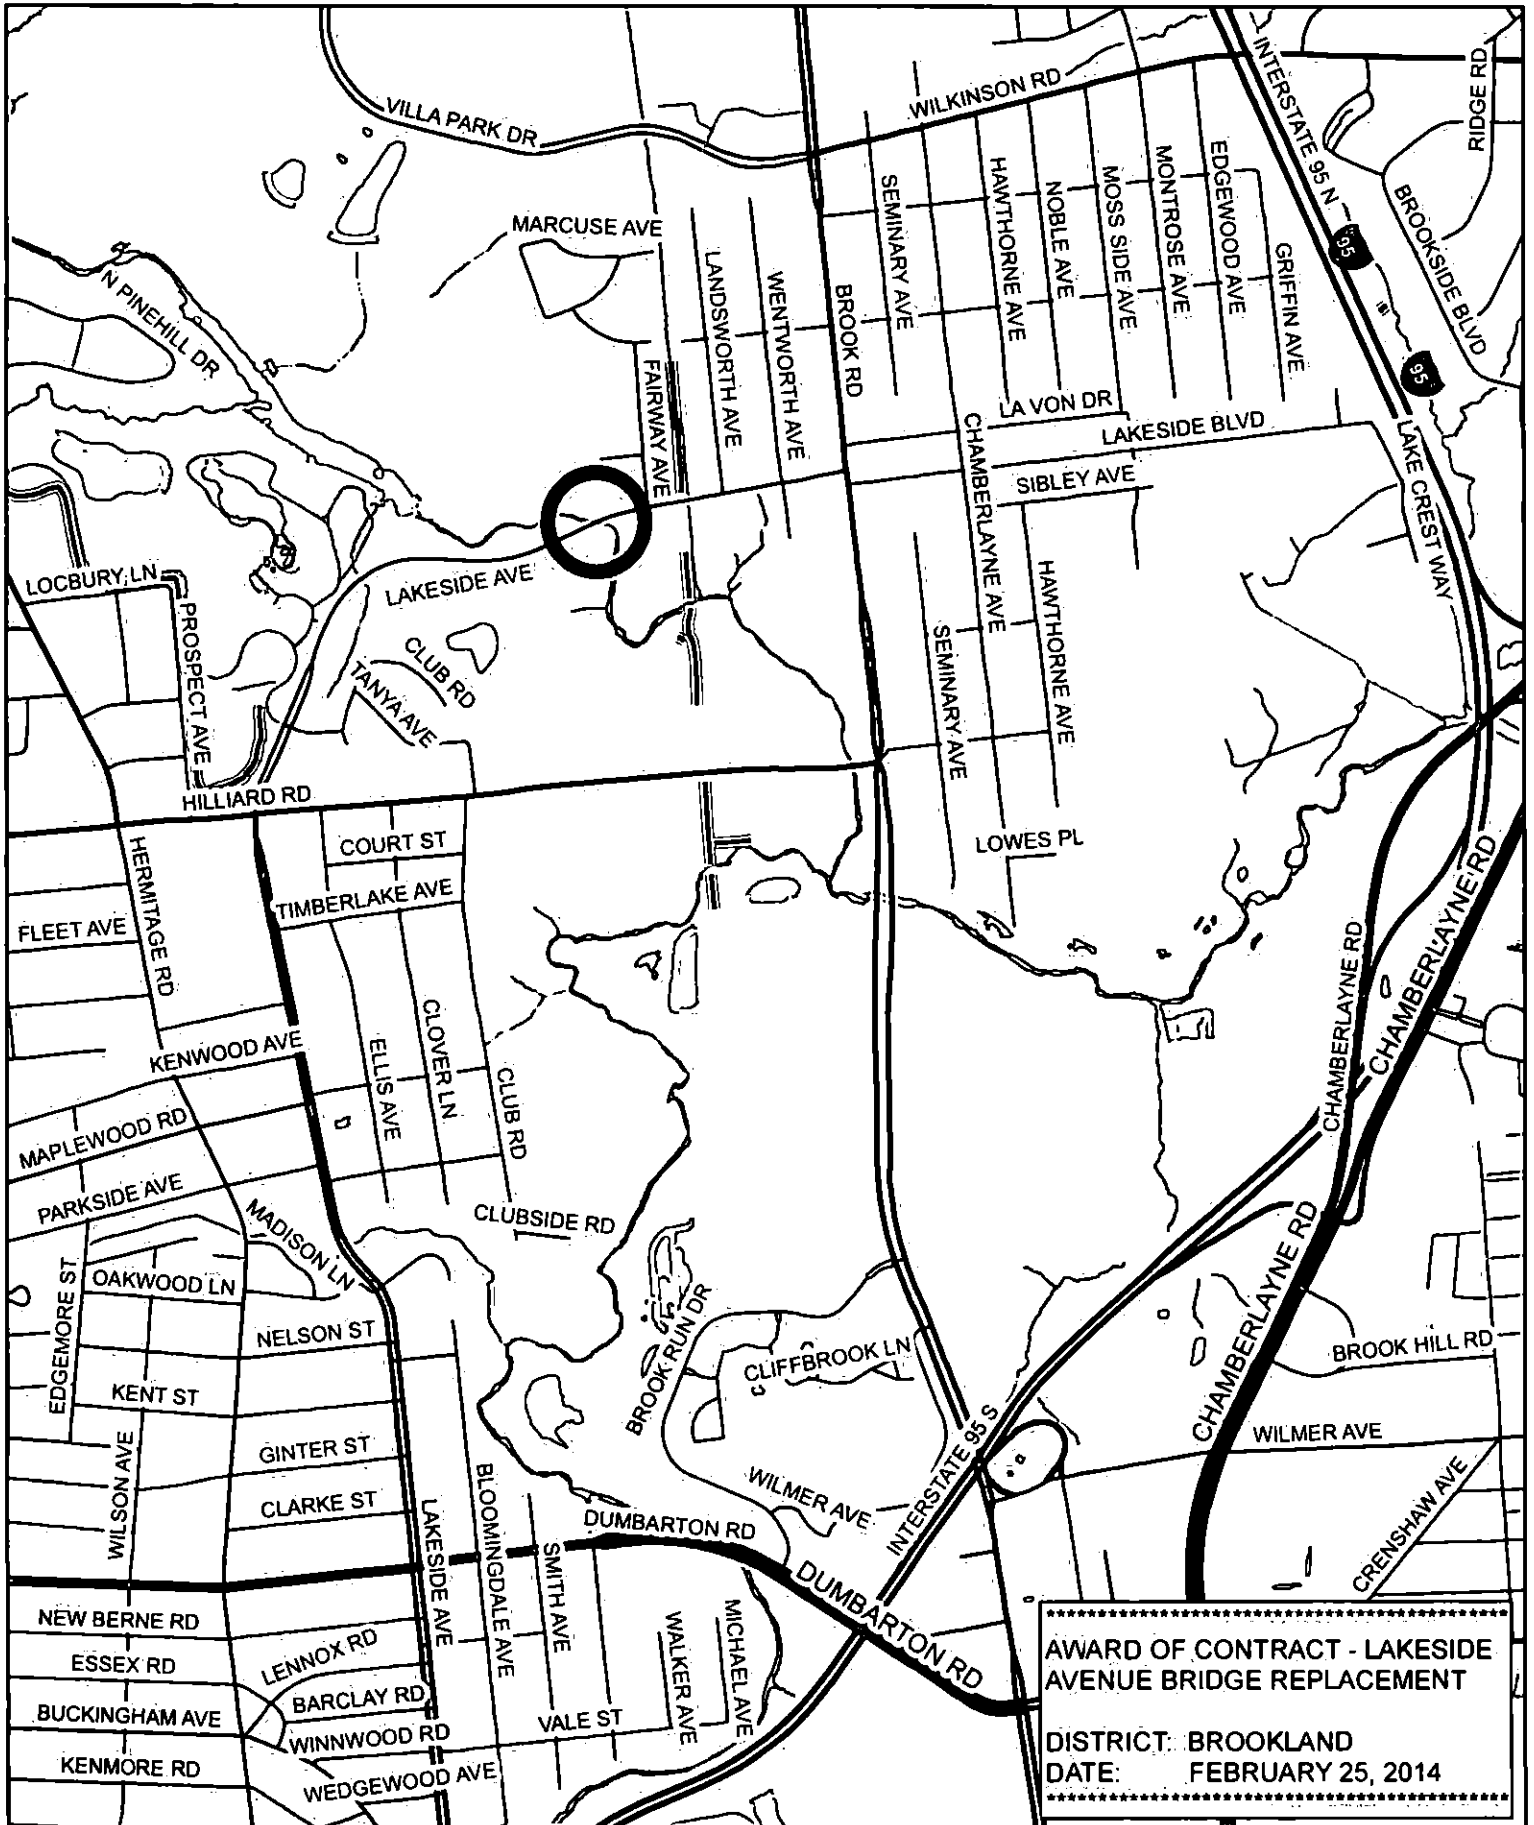 VILLA PARK DR
WILKINSON RD
INTERSTATE 95 N
RIDGE RD
BROOKSIDE BLVD
95
95
MARCUSE AVE
N PINEHILL DR
LANDSWORTH AVE
WENTWORTH AVE
BROOK RD
SEMINARY AVE
HAWTHORNE AVE
NOBLE AVE
MOSS SIDE AVE
MONTROSE AVE
EDGEWOOD AVE
GRIFFIN AVE
FAIRWAY AVE
LA VON DR
LAKESIDE BLVD
SIBLEY AVE
CHAMBERLAYNE AVE
LAKE CREST WAY
LOCBURY LN
PROSPECT AVE
LAKESIDE AVE
CLUB RD
TANYA AVE
SEMINARY AVE
HAWTHORNE AVE
HILLIARD RD
HERMITAGE RD
COURT ST
TIMBERLAKE AVE
LOWES PL
FLEET AVE
KENWOOD AVE
ELLIS AVE
CLOVER LN
CLUB RD
CHAMBERLAYNE RD
CHAMBERLAYNE RD
MAPLEWOOD RD
PARKSIDE AVE
MADISON LN
CLUBSIDE RD
EDGEMORE ST
OAKWOOD LN
NELSON ST
KENT ST
WILSON AVE
GINTER ST
CLARKE ST
BROOK RUN DR
CLIFFBROOK LN
CHAMBERLAYNE RD
BROOK HILL RD
WILMER AVE
WILMER AVE
INTERSTATE 95 S
CRENSHAW AVE
LAKESIDE AVE
BLOOMINGDALE AVE
SMITH AVE
DUMBARTON RD
DUMBARTON RD
WALKER AVE
MICHAEL AVE
NEW BERNE RD
ESSEX RD
LENNOX RD
BUCKINGHAM AVE
BARCLAY RD
WINNWOOD RD
VALE ST
KENMORE RD
WEDGEWOOD AVE
AWARD OF CONTRACT - LAKESIDE
AVENUE BRIDGE REPLACEMENT
DISTRICT: BROOKLAND
DATE: FEBRUARY 25, 2014